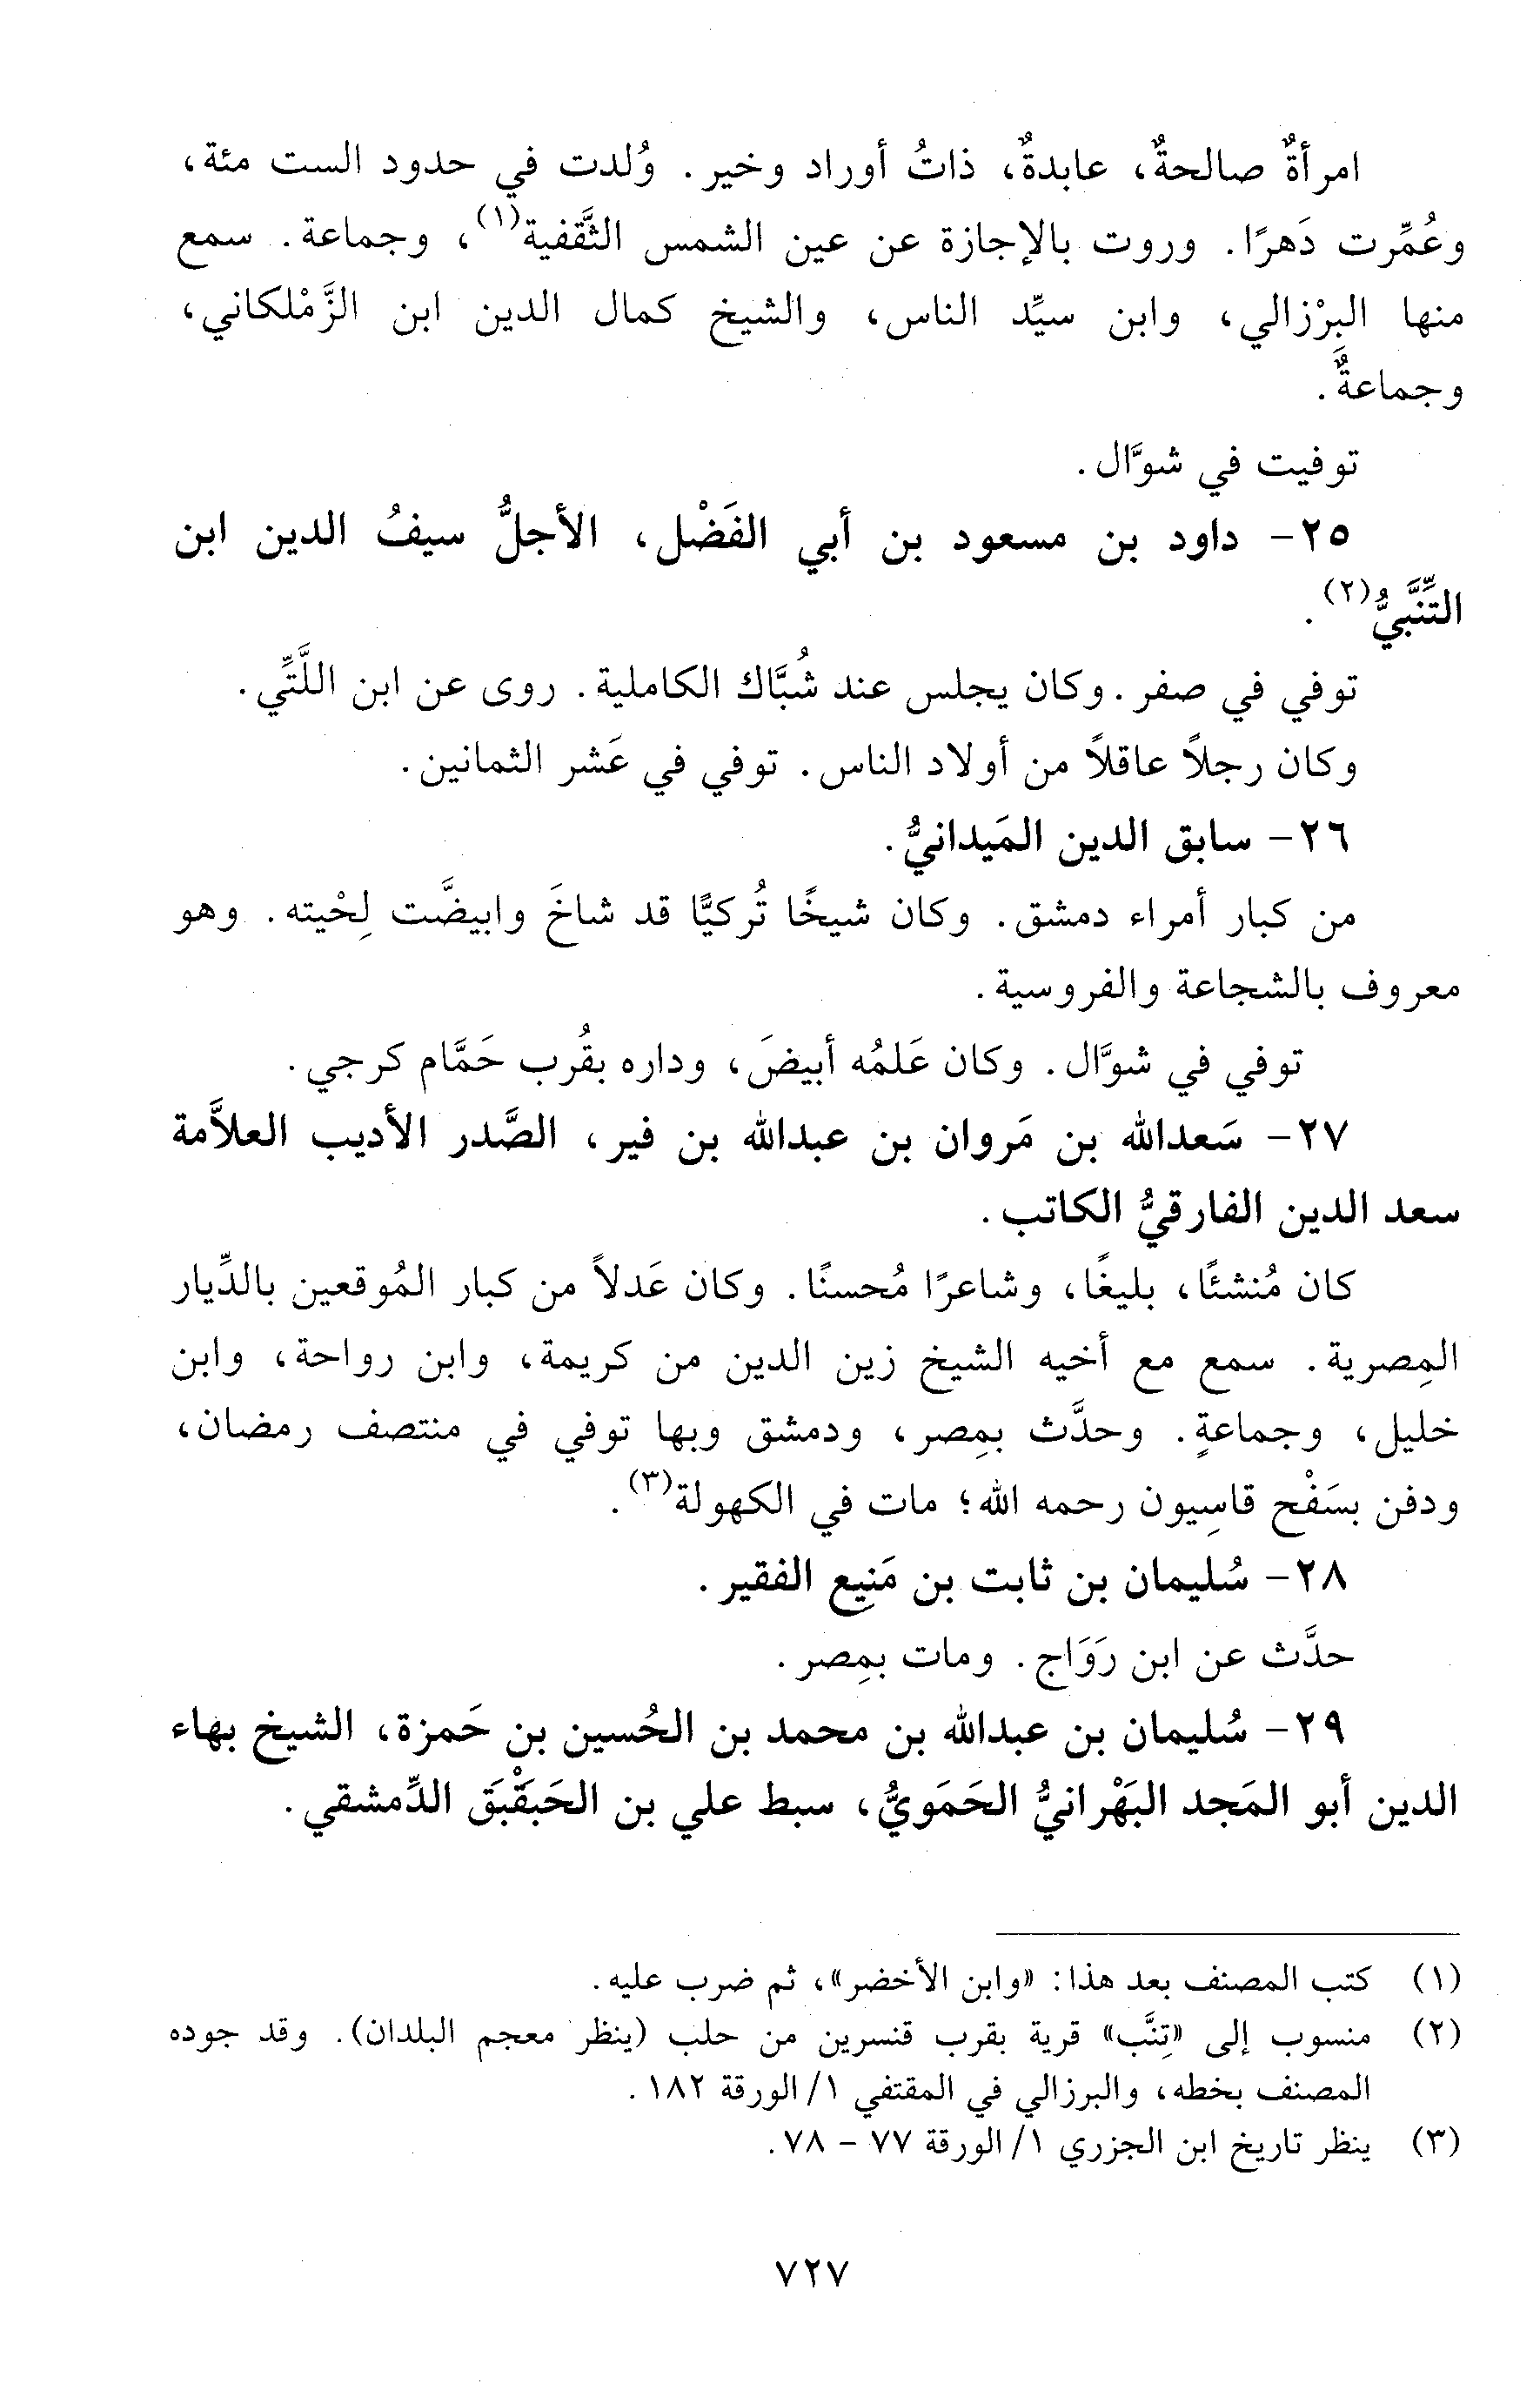 امرأةٌ صالحةٌ، عابدةٌ، ذاتُ أوراد وخير. وُلدت في حدود الست مئة،
وعُمِّرت دَهرًا. وروت بالإجازة عن عين الشمس الثَّقفية(١)، وجماعة. سمع
منها البرْزالي، وابن سيِّد الناس، والشيخ كمال الدين ابن الزَّمْلكاني،
وجماعةٌ.
توفيت في شوَّال.
٢٥- داود بن مسعود بن أبي الفَضْل، الأجلُّ سيفُ الدين ابن
التِّنَّبيُّ(٢).
توفي في صفر. وكان يجلس عند شُبَّاك الكاملية. روى عن ابن اللَّتِّي.
وكان رجلاً عاقلاً من أولاد الناس. توفي في عَشر الثمانين.
٢٦- سابق الدين المَيدانيُّ.
من كبار أمراء دمشق. وكان شيخًا تُركيًّا قد شاخَ وابيضَّت لِحْيته. وهو
معروف بالشجاعة والفروسية.
توفي في شوَّال. وكان عَلمُه أبيضَ، وداره بقُرب حَمَّام كرجي.
٢٧- سَعدالله بن مَروان بن عبدالله بن فير، الصَّدر الأديب العلاَّمة
سعد الدين الفارقيُّ الكاتب.
كان مُنشئًا، بليغًا، وشاعرًا مُحسنًا. وكان عَدلاً من كبار المُوقعين بالدِّيار
المِصرية. سمع مع أخيه الشيخ زين الدين من كريمة، وابن رواحة، وابن
خليل، وجماعةٍ. وحدَّث بمِصر، ودمشق وبها توفي في منتصف رمضان،
ودفن بسَفْح قاسِيون رحمه الله؛ مات في الكهولة(٣).
٢٨- سُليمان بن ثابت بن مَنيع الفقير.
حدَّث عن ابن رَوَاج. ومات بمِصر.
٢٩- سُليمان بن عبدالله بن محمد بن الحُسين بن حَمزة، الشيخ بهاء
الدين أبو المَجد البَهْرانيُّ الحَمَويُّ، سبط علي بن الحَبَقْبَق الدِّمشقي.
(١) كتب المصنف بعد هذا: «وابن الأخضر»، ثم ضرب عليه.
(٢) منسوب إلى «تِنَّب» قرية بقرب قنسرين من حلب (ينظر معجم البلدان). وقد جوده
المصنف بخطه، والبرزالي في المقتفي ١/ الورقة ١٨٢.
(٣) ينظر تاريخ ابن الجزري ١/ الورقة ٧٧ - ٧٨.
٧٢٧